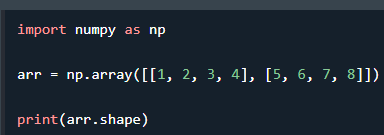 import numpy as np
arr = np.array([[1, 2, 3, 4], [5, 6, 7, 8]])
print(arr.shape)